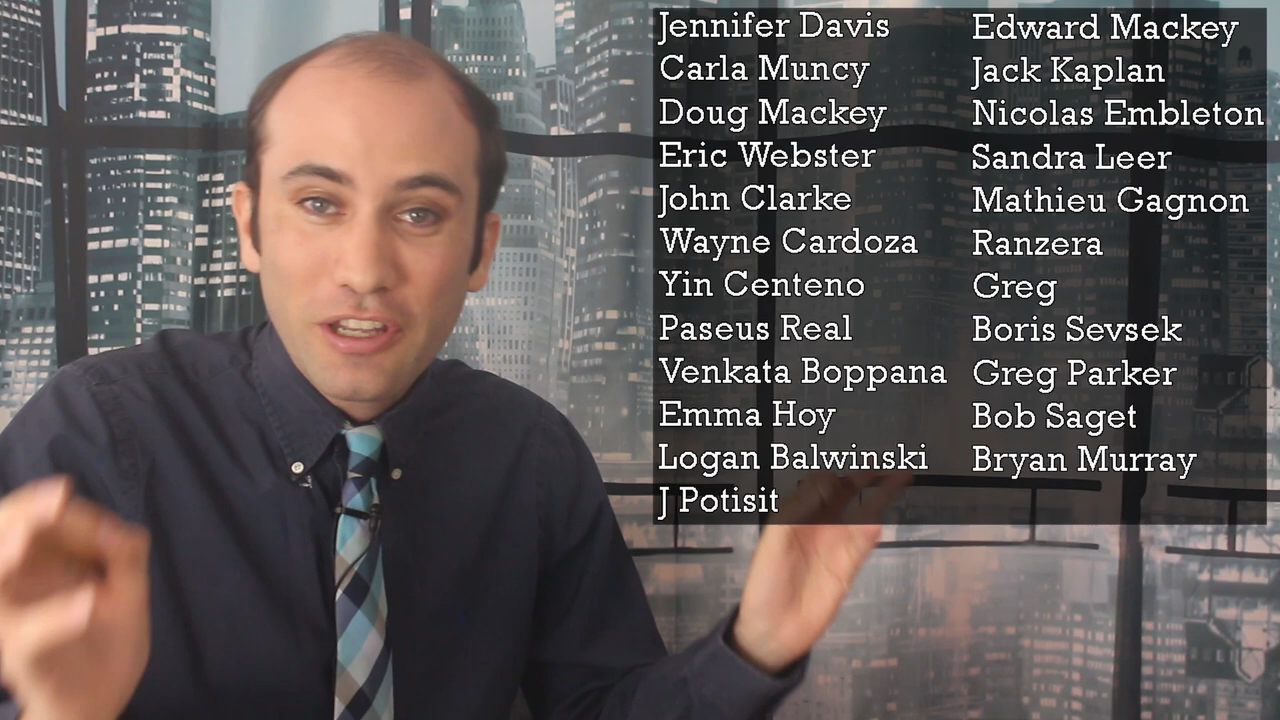 Jennifer Davis
Carla Muncy
Doug Mackey
Eric Webster
John Clarke
Wayne Cardoza
Yin Centeno
Paseus Real
Venkata Boppana
Emma Hoy
Logan Balwinski
J Potisit
Edward Mackey
Jack Kaplan
Nicolas Embleton
Sandra Leer
Mathieu Gagnon
Ranzera
Greg
Boris Sevsek
Greg Parker
Bob Saget
Bryan Murray